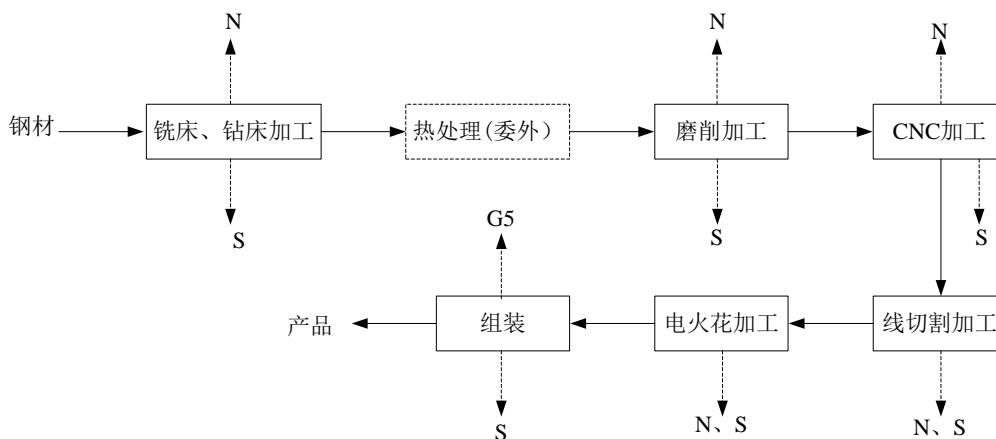 N
N
N
钢材
铣床、钻床加工
热处理(委外）
磨削加工
CNC加工
S
S
S
G5
产品
组装
电火花加工
线切割加工
S
N、S
N、S